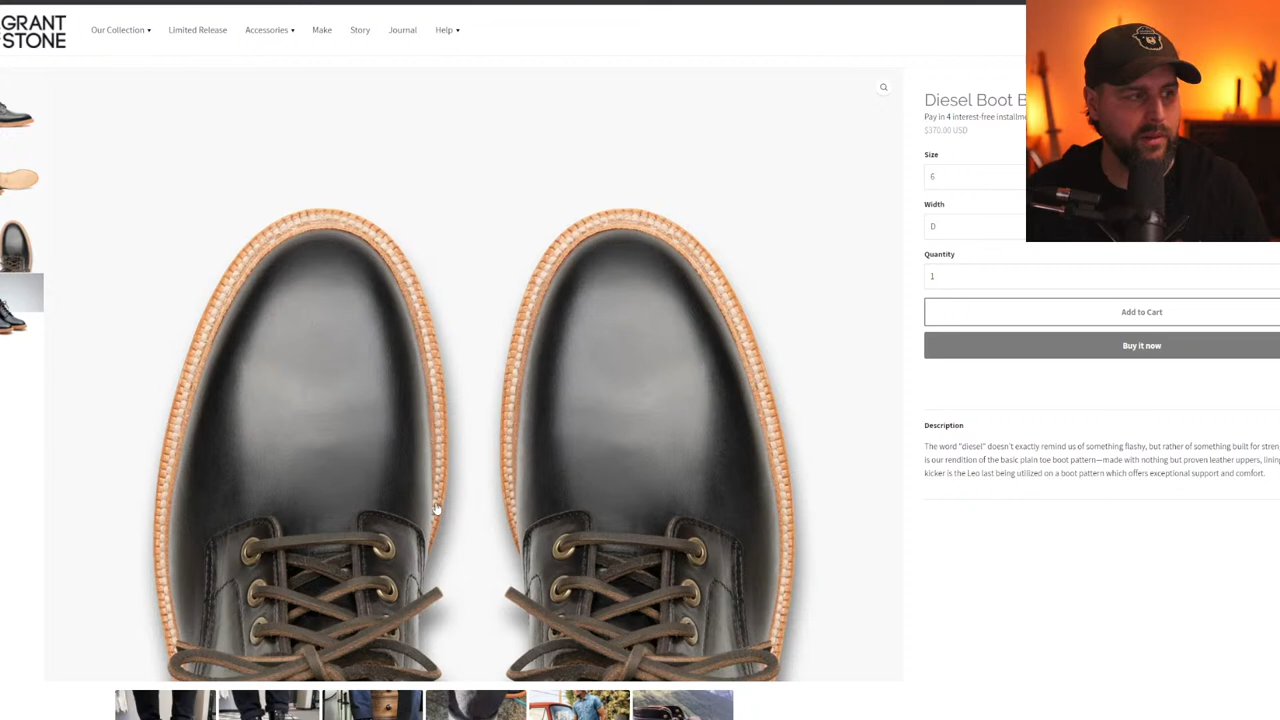 GRANT
STONE
Our Collection ▾ Limited Release Accessories ▾ Make Story Journal Help ▾
Diesel Boot B
Pay in 4 interest-free
$370.00 USD
Size
6
Width
D
Quantity
1
Add to Cart
Buy it now
Description
The word "diesel" doesn't exactly remind us of something flashy, but rather of something built for
is our rendition of the basic plain toe boot pattern—made with nothing but proven leather uppers,
kicker is the Leo last being utilized on a boot pattern which offers exceptional support and comfort.